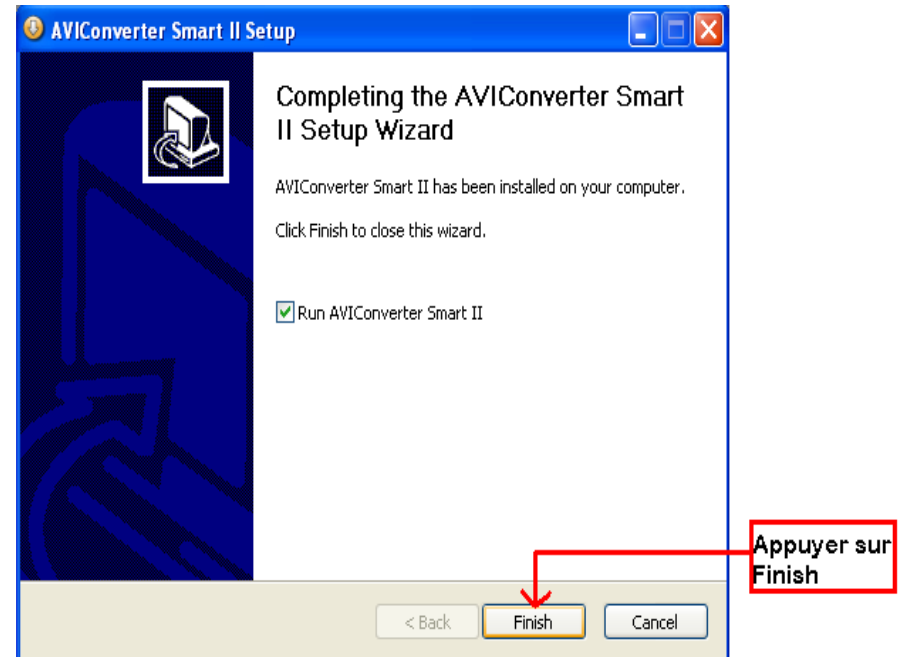 AVIConverter Smart II Setup
Completing the AVIConverter Smart
II Setup Wizard
AVIConverter Smart II has been installed on your computer.
Click Finish to close this wizard.
Run AVIConverter Smart II
Appuyer sur
Finish
< Back Finish Cancel